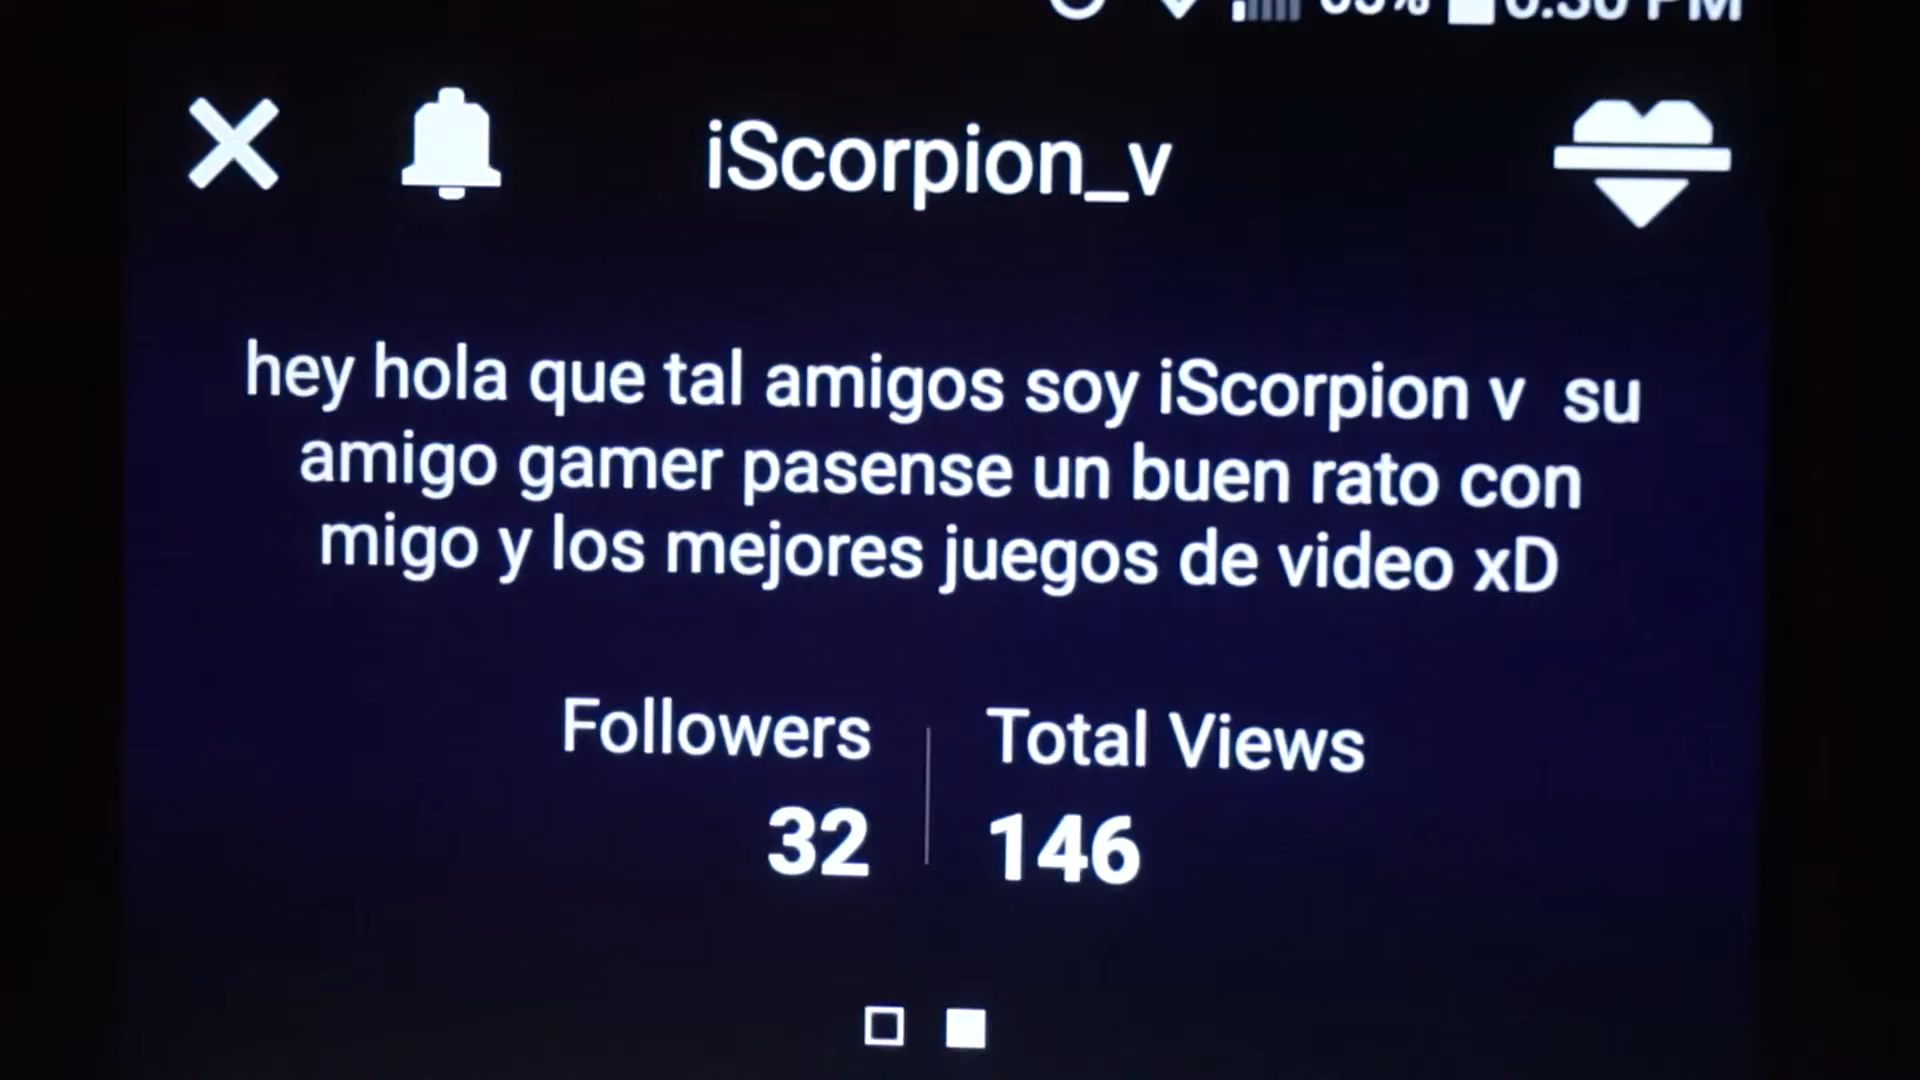 iScorpion_v
hey hola que tal amigos soy iScorpion v  su
amigo gamer pasense un buen rato con
migo y los mejores juegos de video xD
Followers
Total Views
32
146